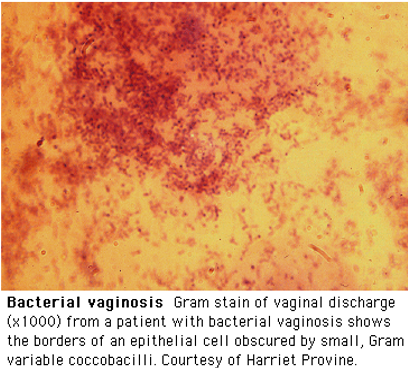 Bacterial vaginosis Gram stain of vaginal discharge
(x1000) from a patient with bacterial vaginosis shows
the borders of an epithelial cell obscured by small, Gram
variable coccobacilli. Courtesy of Harriet Provine.